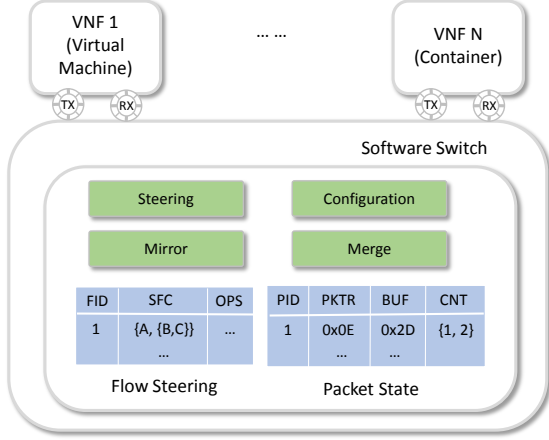 VNF 1
(Virtual
Machine)
... ...
VNF N
(Container)
TX RX TX RX
Software Switch
Steering Configuration
Mirror Merge
FID SFC OPS PID PKTR BUF CNT
1 {A, {B,C}} ... 1 0x0E 0x2D {1, 2}
... ... ...
Flow Steering Packet State